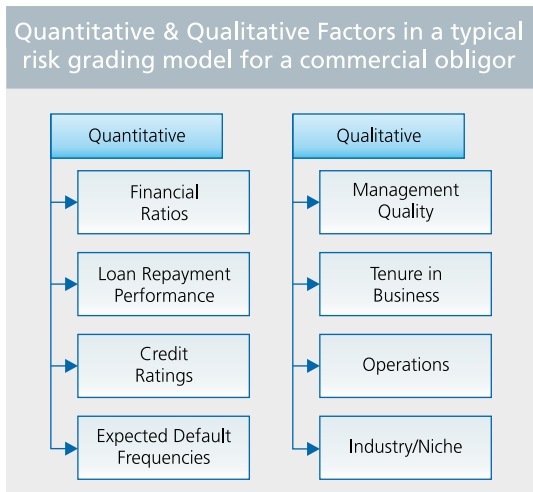 Quantitative & Qualitative Factors in a typical
risk grading model for a commercial obligor
Quantitative
Financial
Ratios
Loan Repayment
Performance
Credit
Ratings
Expected Default
Frequencies
Qualitative
Management
Quality
Tenure in
Business
Operations
Industry/Niche